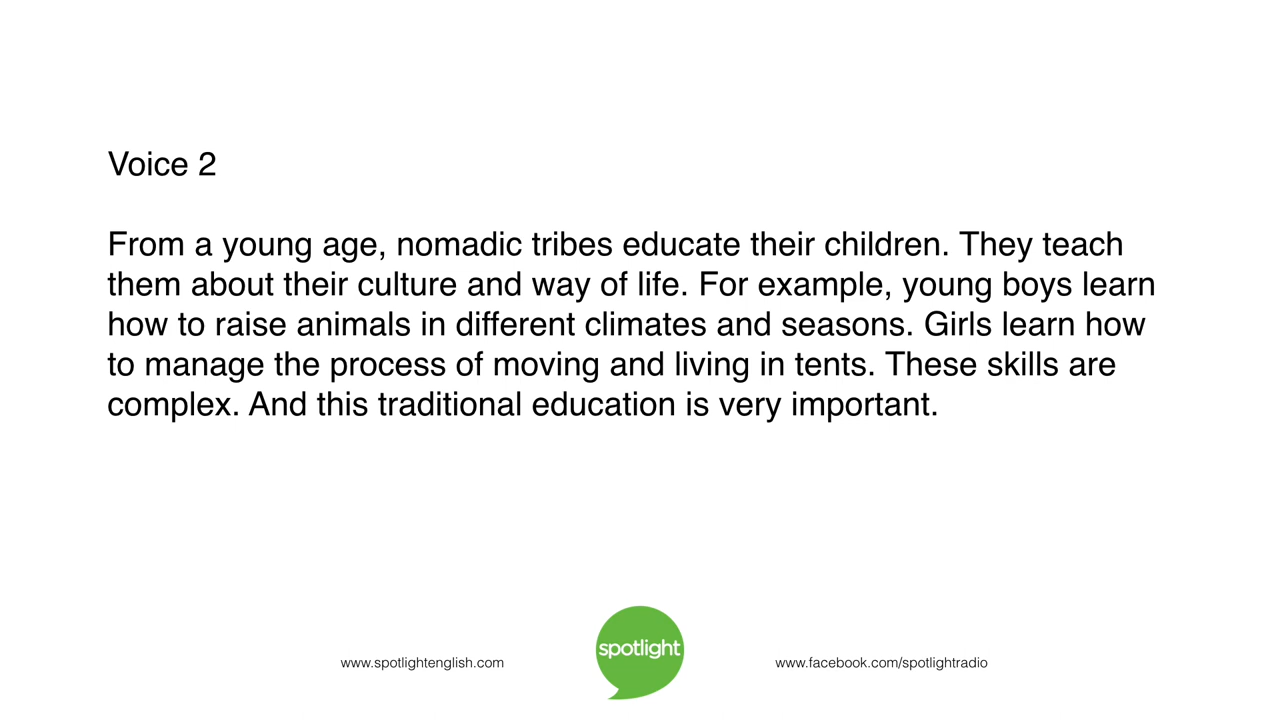 Voice 2
From a young age, nomadic tribes educate their children. They teach
them about their culture and way of life. For example, young boys learn
how to raise animals in different climates and seasons. Girls learn how
to manage the process of moving and living in tents. These skills are
complex. And this traditional education is very important.
www.spotlightenglish.com
spotlight
www.facebook.com/spotlightradio